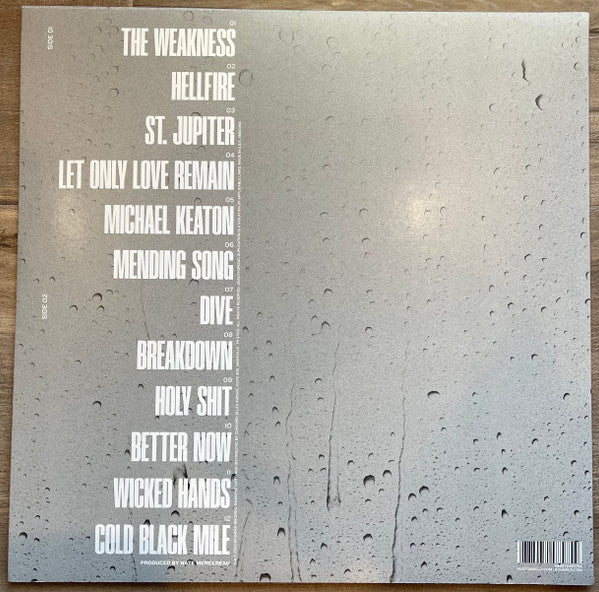 SIDE 01
01
THE WEAKNESS
02
HELLFIRE
03
ST. JUPITER
04
LET ONLY LOVE REMAIN
05
MICHAEL KEATON
06
MENDING SONG
SIDE 02
07
DIVE
08
BREAKDOWN
09
HOLY SHIT
10
BETTER NOW
11
WICKED HANDS
12
COLD BLACK MILE
PRODUCED BY NATE MERCEREAU